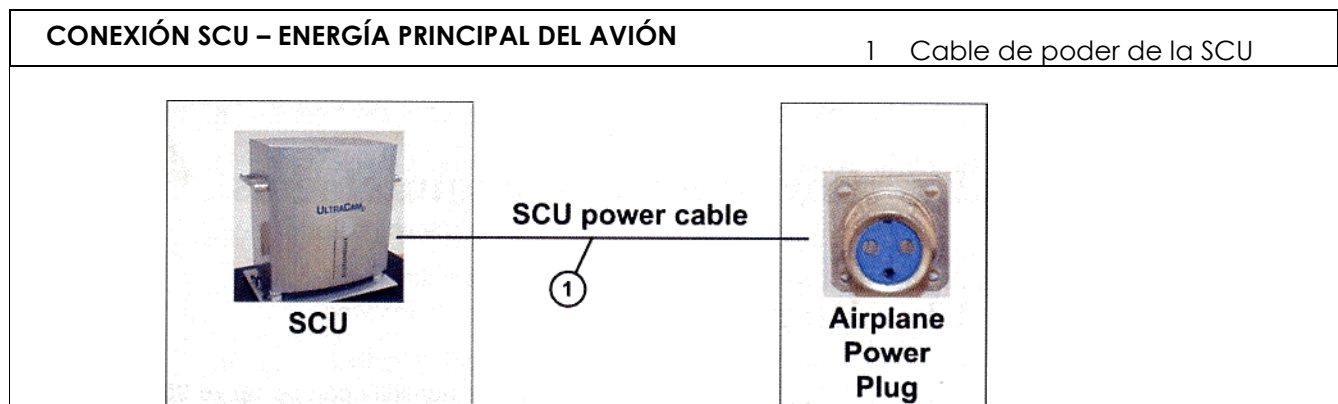 CONEXIÓN SCU – ENERGÍA PRINCIPAL DEL AVIÓN
1 Cable de poder de la SCU
ULTRACAM
SCU power cable
1
SCU
Airplane
Power
Plug